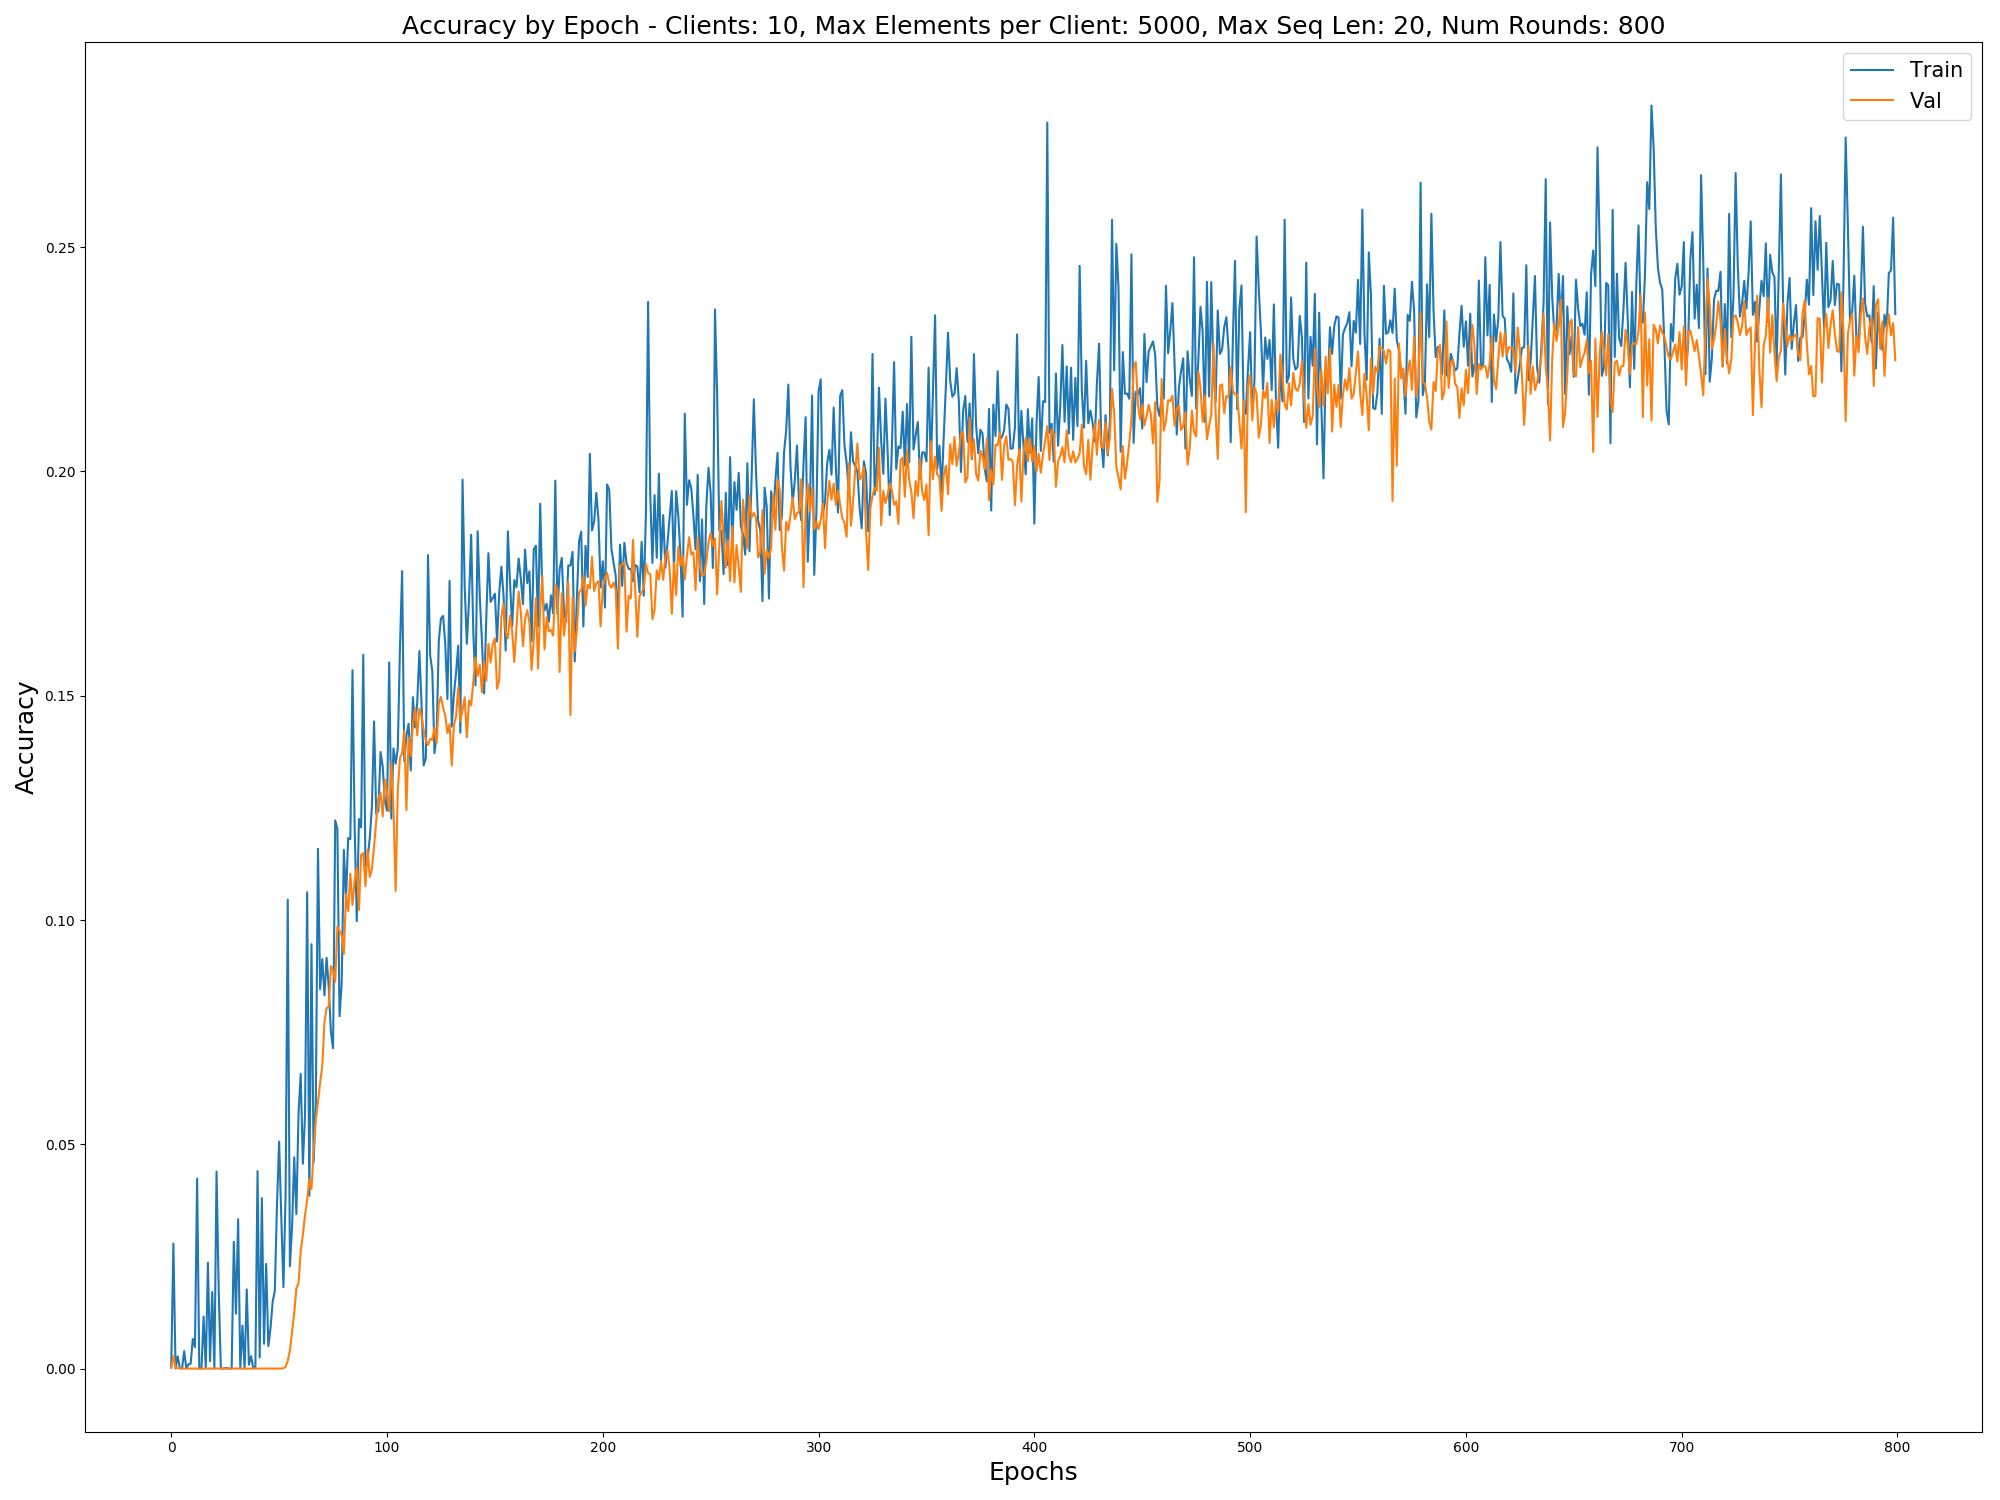 Accuracy by Epoch - Clients: 10, Max Elements per Client: 5000, Max Seq Len: 20, Num Rounds: 800
Train
Val
Accuracy
0.25
0.20
0.15
0.10
0.05
0.00
0 100 200 300 400 500 600 700 800
Epochs